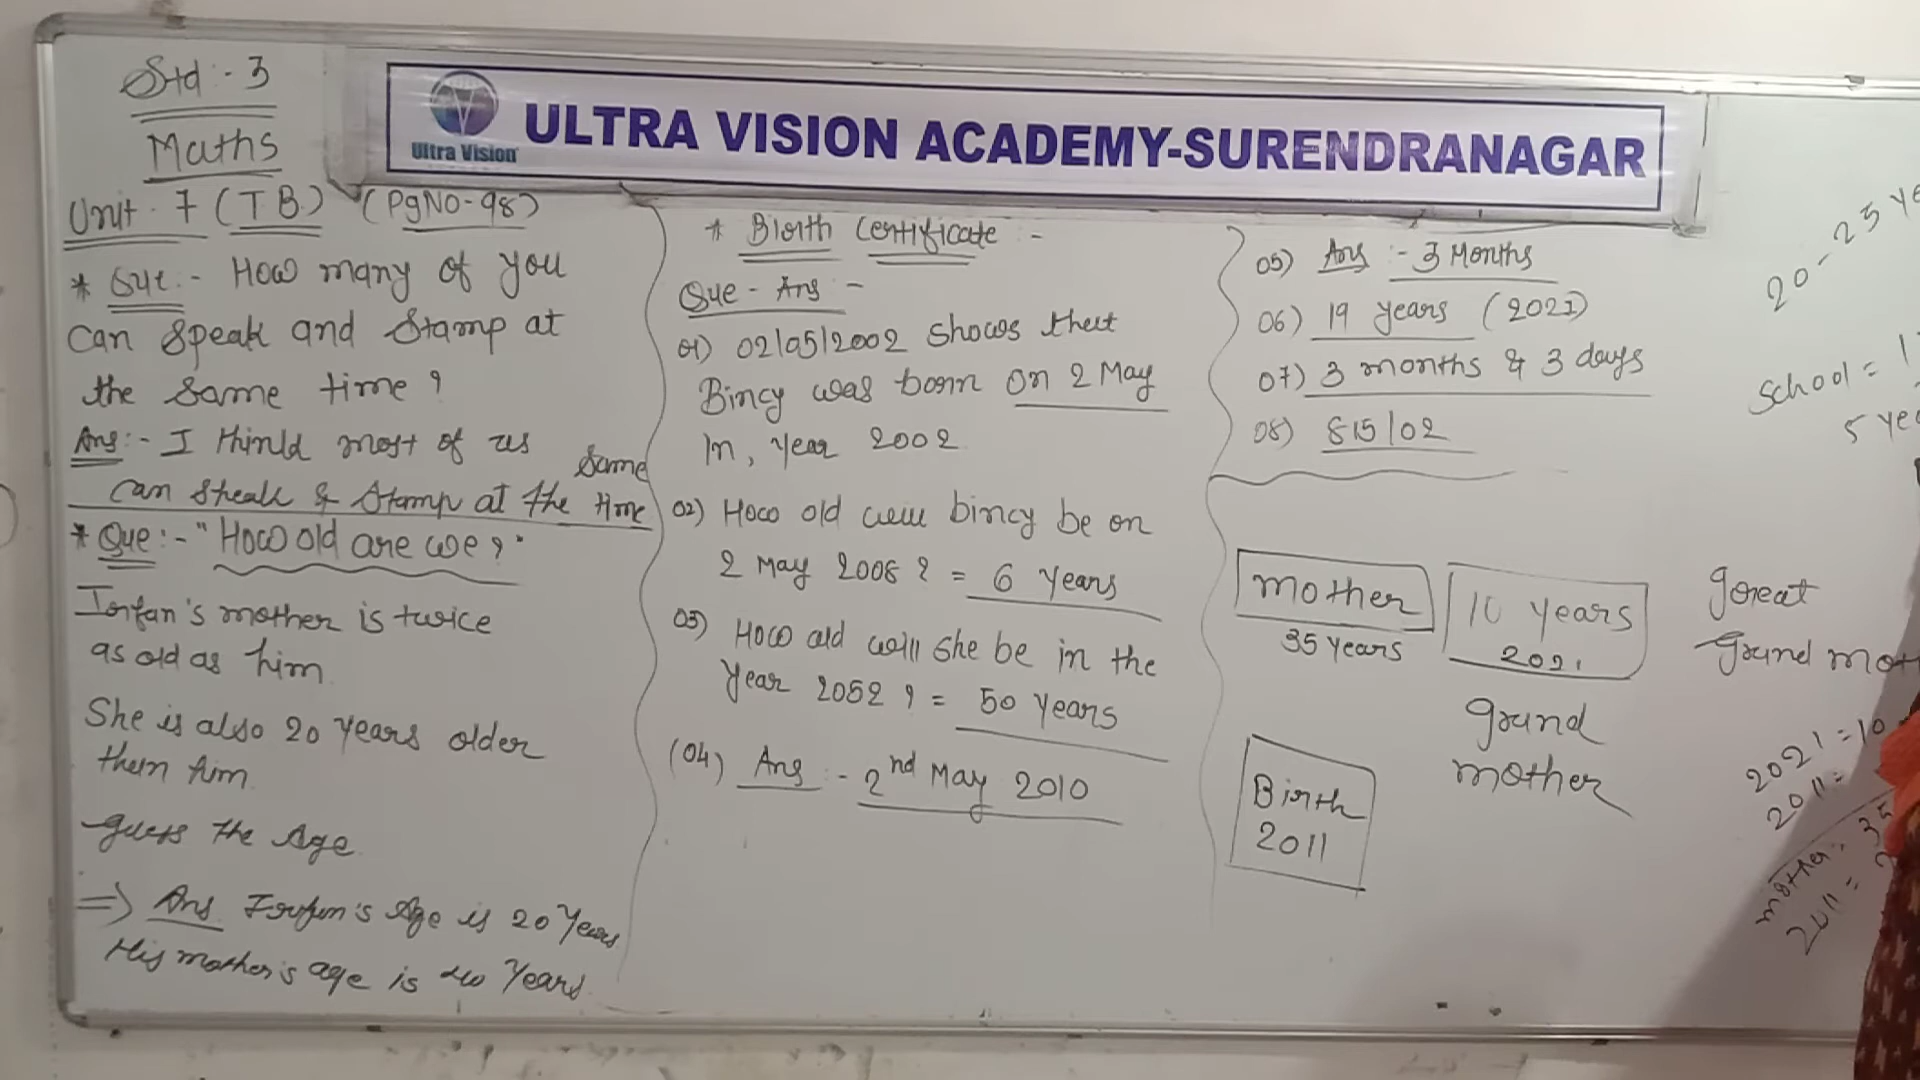 Std :- 3
Maths
Unit - 7 (T.B.) (PgNO-98)
* Que :- How many of you
can speak and stamp at
the same time ?
Ans :- I think most of us
can speak & stamp at the same time
* Que :- "How old are we ?"
Irfan's mother is twice
as old as him.
She is also 20 years older
then him.
guess the Age.
=> Ans Irfan's Age is 20 Years
His mother's age is 40 Years.
Ultra Vision
ULTRA VISION ACADEMY-SURENDRANAGAR
* Birth Certificate :-
Que - Ans :-
01) 02/05/2002 shows that
Bincy was born on 2 May
In, year 2002
02) How old will bincy be on
2 May 2008 ? = 6 Years
03) How old will she be in the
Year 2052 ? = 50 years
(04) Ans :- 2nd May 2010
05) Ans :- 3 Months
06) 19 years (2021)
07) 3 months & 3 days
08) 815/02
mother
35 years
10 years
2021
grand
mother
Birth
2011
20 - 25
School =
5
great
grand
2021 = 10
2011 =
mother = 35
2011 =